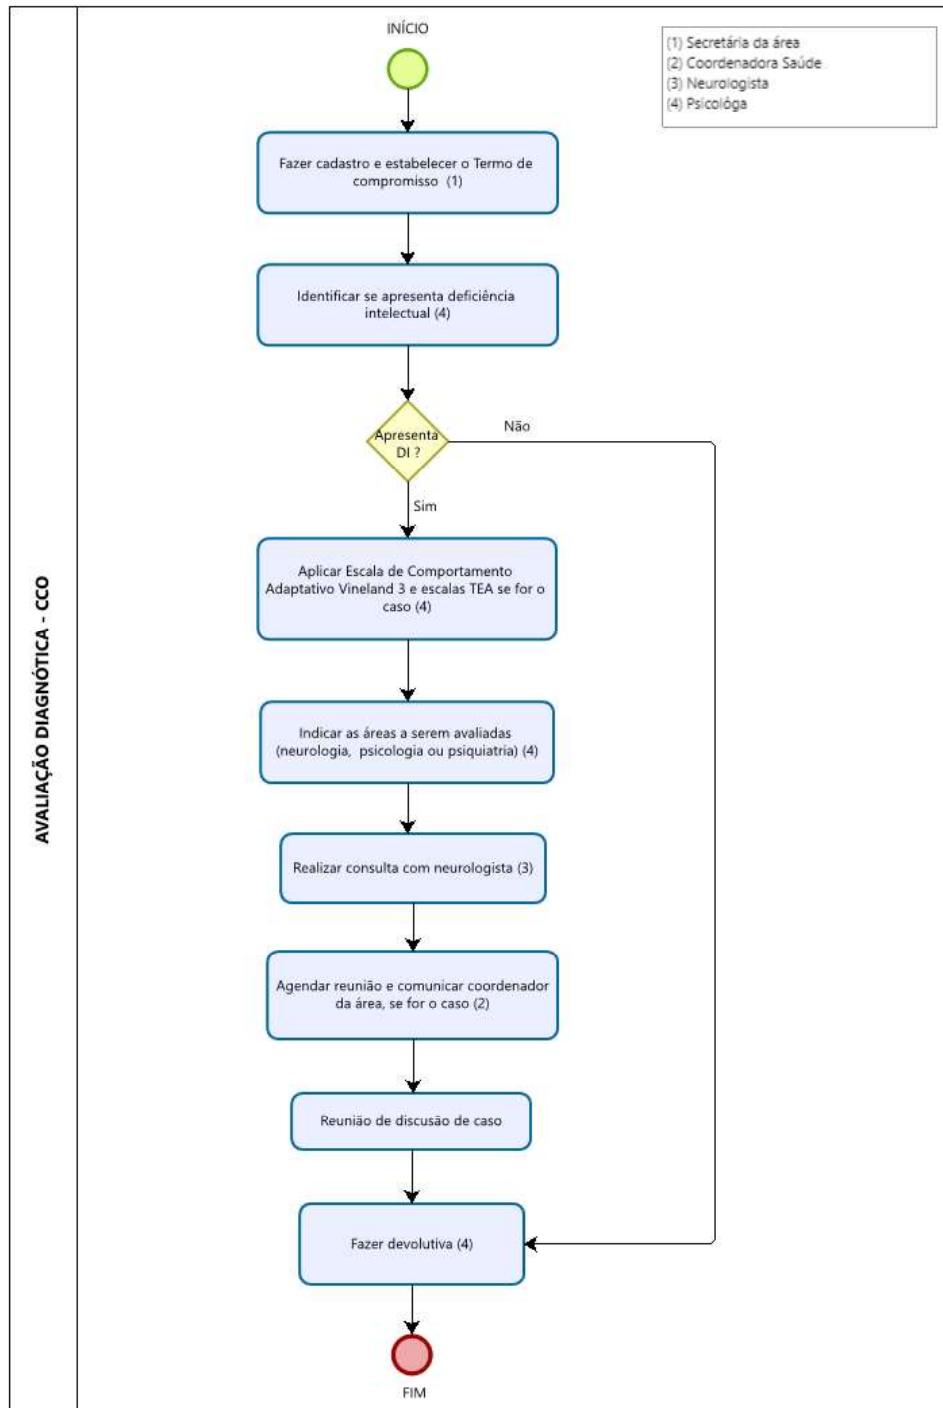 INÍCIO
(1) Secretária da área
(2) Coordenadora Saúde
(3) Neurologista
(4) Psicológa
Fazer cadastro e estabelecer o Termo de
compromisso (1)
Identificar se apresenta deficiência
intelectual (4)
Apresenta
DI ?
Não
Sim
Aplicar Escala de Comportamento
Adaptativo Vineland 3 e escalas TEA se for o
caso (4)
AVALIAÇÃO DIAGNÓTICA - CCO
Indicar as áreas a serem avaliadas
(neurologia, psicologia ou psiquiatria) (4)
Realizar consulta com neurologista (3)
Agendar reunião e comunicar coordenador
da área, se for o caso (2)
Reunião de discusão de caso
Fazer devolutiva (4)
FIM